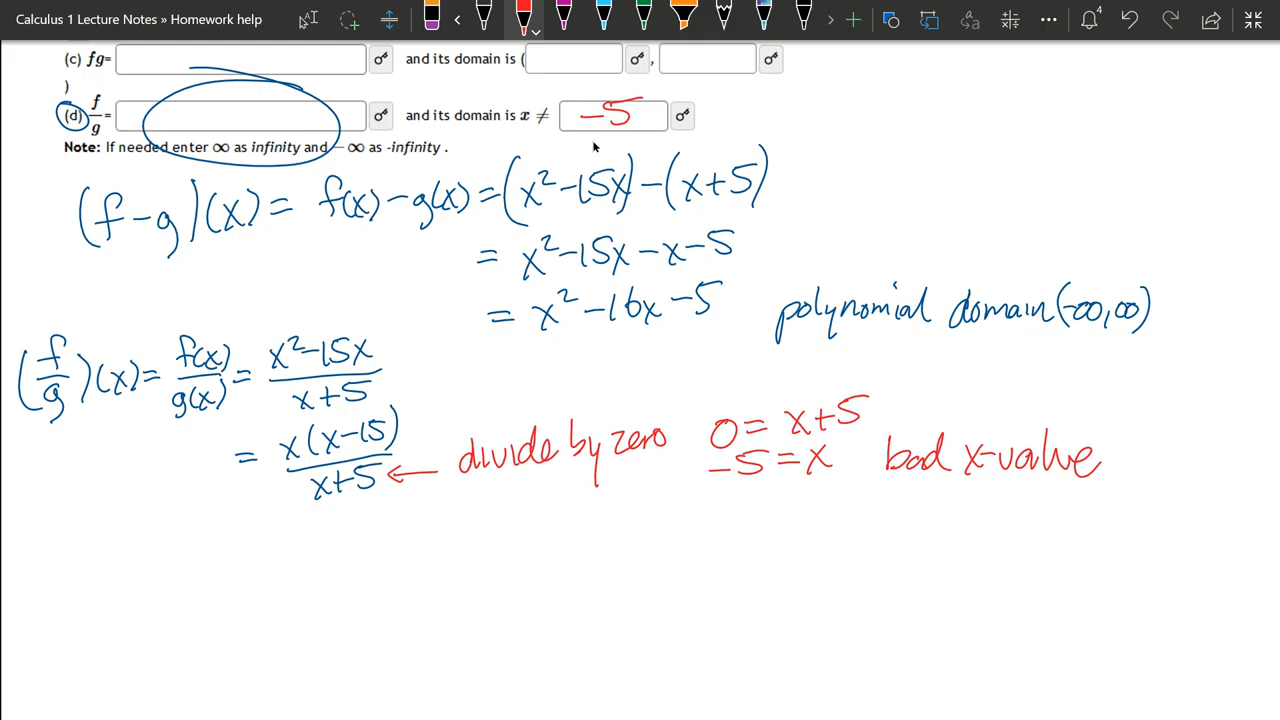 Calculus 1 Lecture Notes » Homework help
4
(c) fg= and its domain is ( ,
)
(d) f/g = and its domain is x ≠ -5
Note: If needed enter ∞ as infinity and - ∞ as -infinity .
(f-g)(x) = f(x)-g(x) = (x²-15x)-(x+5)
= x²-15x-x-5
= x²-16x-5 polynomial domain (-∞,∞)
(f/g)(x) = f(x)/g(x) = x²-15x/x+5
= x(x-15)/x+5 ← divide by zero 0 = x+5
-5 = x bad x-value